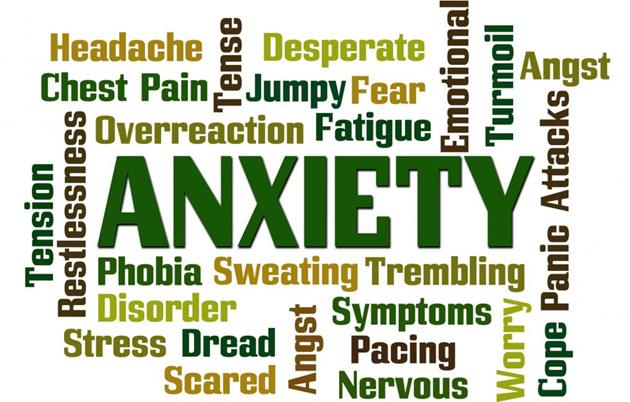 Headache
Tense
Desperate
Emotional
Turmoil
Angst
Chest Pain
Jumpy
Fear
Overreaction
Fatigue
Tension
Restlessness
ANXIETY
Panic Attacks
Phobia
Sweating
Trembling
Disorder
Angst
Symptoms
Worry
Cope
Stress
Dread
Pacing
Scared
Nervous